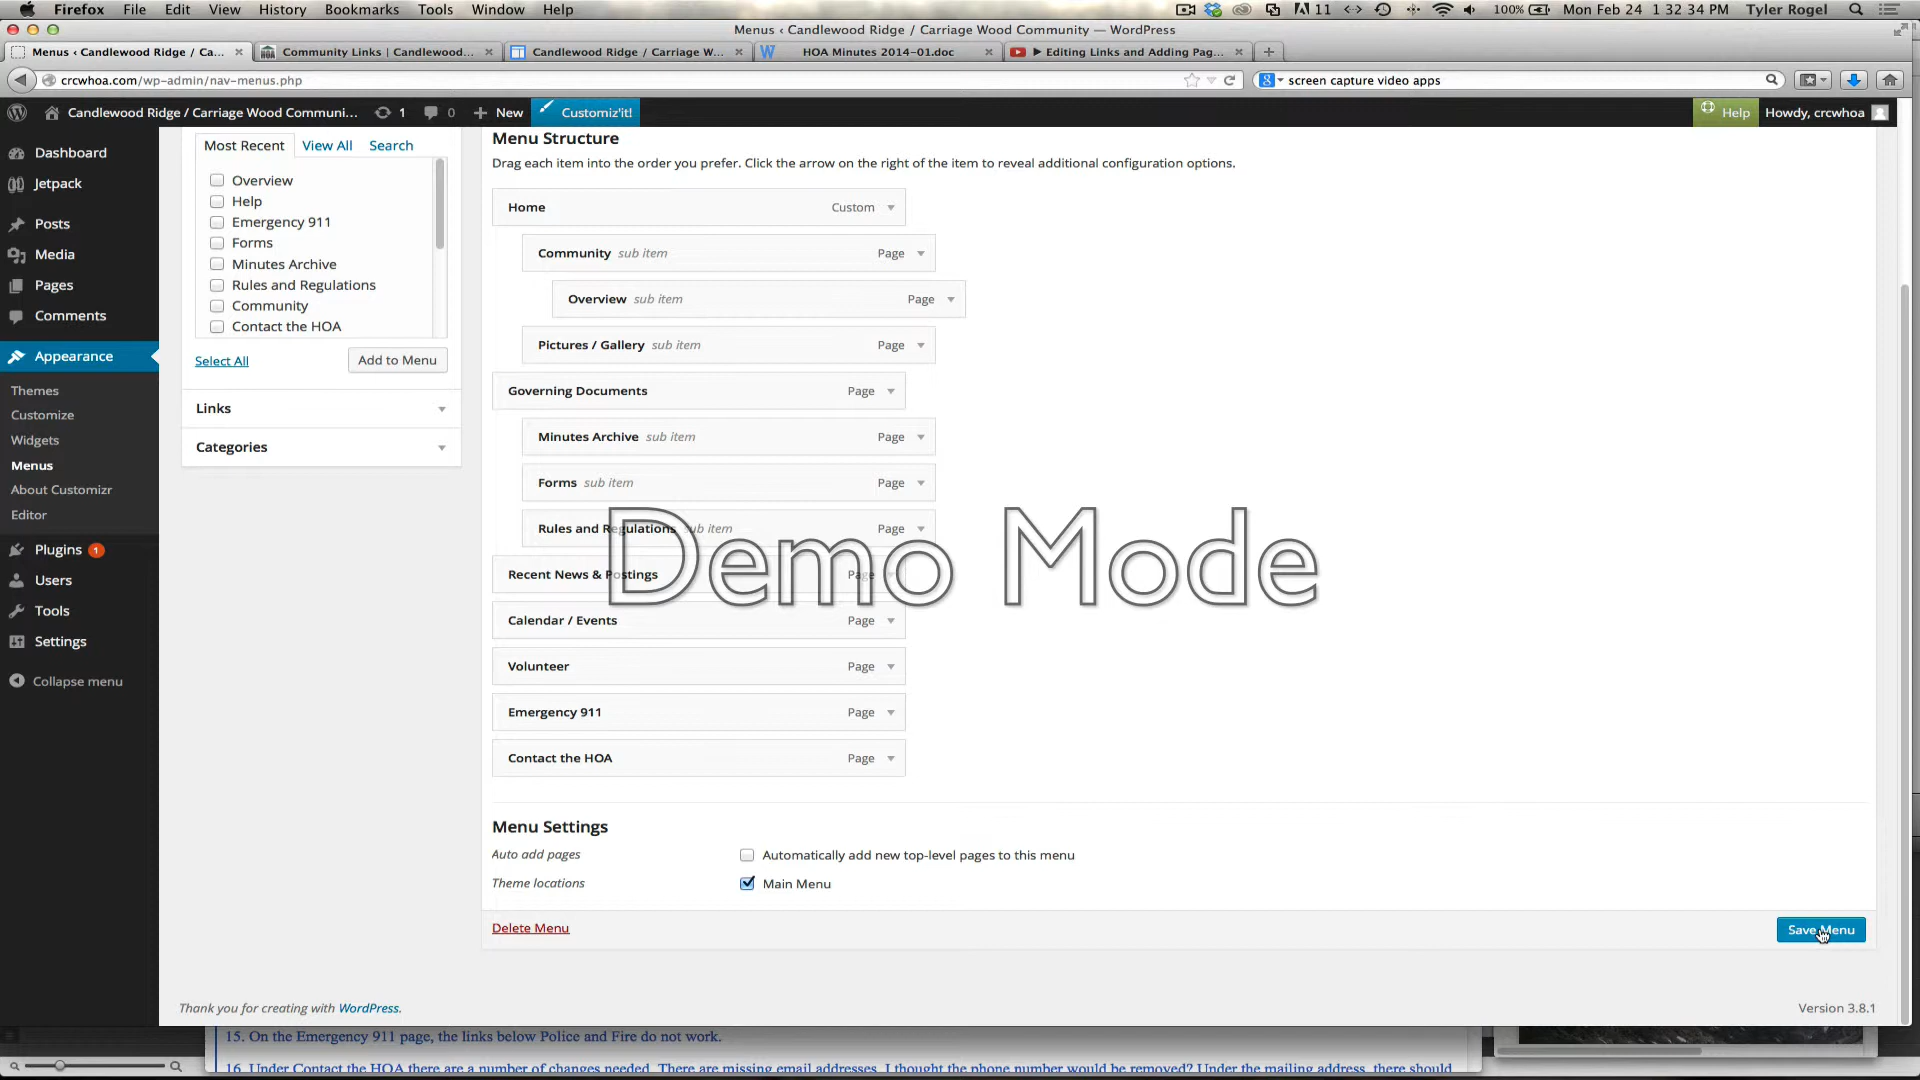 Firefox File Edit View History Bookmarks Tools Window Help 11 100% Mon Feb 24 1 32 34 PM Tyler Rogel
Menus ‹ Candlewood Ridge / Carriage Wood Community — WordPress
Menus ‹ Candlewood Ridge / Ca... Community Links | Candlewood... Candlewood Ridge / Carriage W... HOA Minutes 2014-01.doc ▶ Editing Links and Adding Pag...
crcwhoa.com/wp-admin/nav-menus.php screen capture video apps
Candlewood Ridge / Carriage Wood Communi... 1 0 + New Customiz'it! Help Howdy, crcwhoa
Dashboard
Jetpack
Posts
Media
Pages
Comments
Appearance
Themes
Customize
Widgets
Menus
About Customizr
Editor
Plugins 1
Users
Tools
Settings
Collapse menu
Most Recent View All Search
Overview
Help
Emergency 911
Forms
Minutes Archive
Rules and Regulations
Community
Contact the HOA
Select All Add to Menu
Links
Categories
Menu Structure
Drag each item into the order you prefer. Click the arrow on the right of the item to reveal additional configuration options.
Home Custom
Community sub item Page
Overview sub item Page
Pictures / Gallery sub item Page
Governing Documents Page
Minutes Archive sub item Page
Forms sub item Page
Rules and Regulations sub item Page
Recent News & Postings Page
Calendar / Events Page
Volunteer Page
Emergency 911 Page
Contact the HOA Page
Demo Mode
Menu Settings
Auto add pages Automatically add new top-level pages to this menu
Theme locations Main Menu
Delete Menu Save Menu
Thank you for creating with WordPress. Version 3.8.1
15. On the Emergency 911 page, the links below Police and Fire do not work.
16. Under Contact the HOA there are a number of changes needed. There are missing email addresses. I thought the phone number would be removed? Under the mailing address, there should